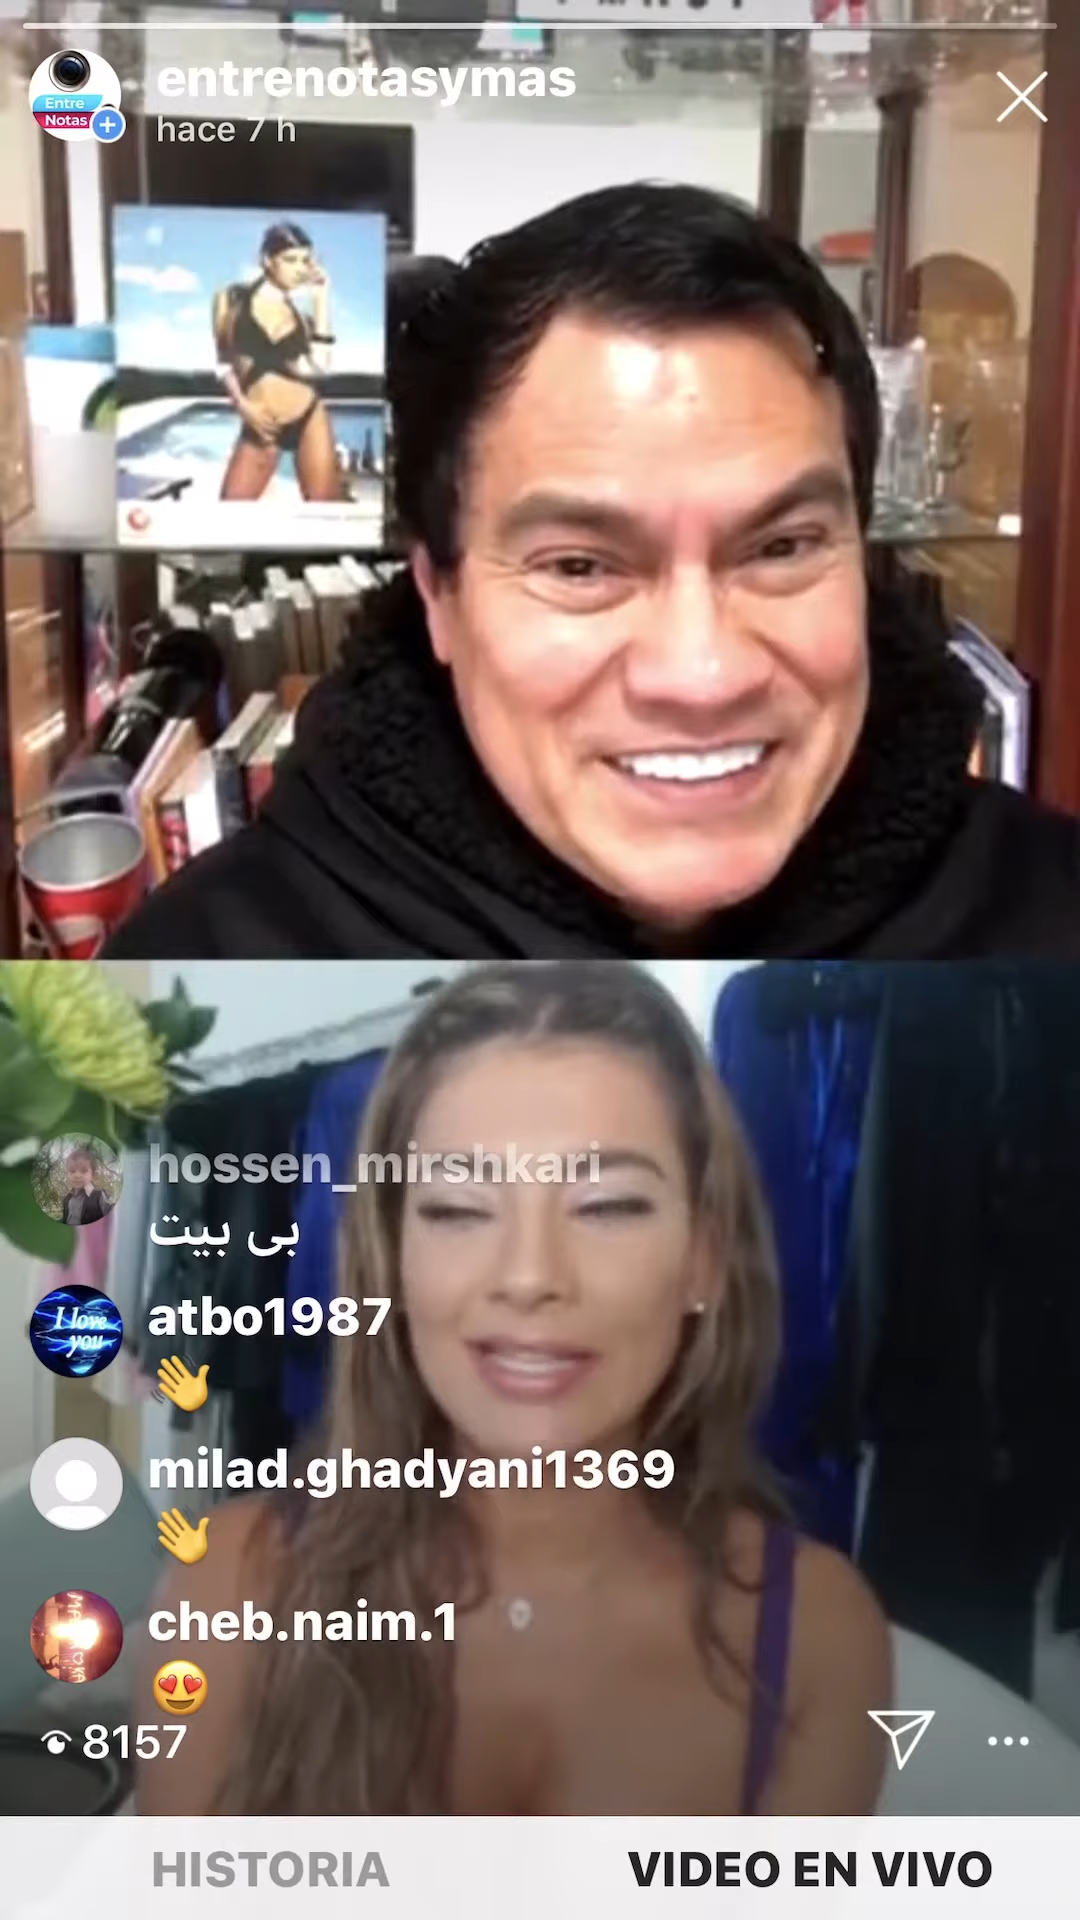 entrenotasymas
hace 7 h
Entre
Notas
hossen_mirshkari
بی بیت
atbo1987
👋
I love
you
milad.ghadyani1369
👋
cheb.naim.1
😍
8157
HISTORIA
VIDEO EN VIVO